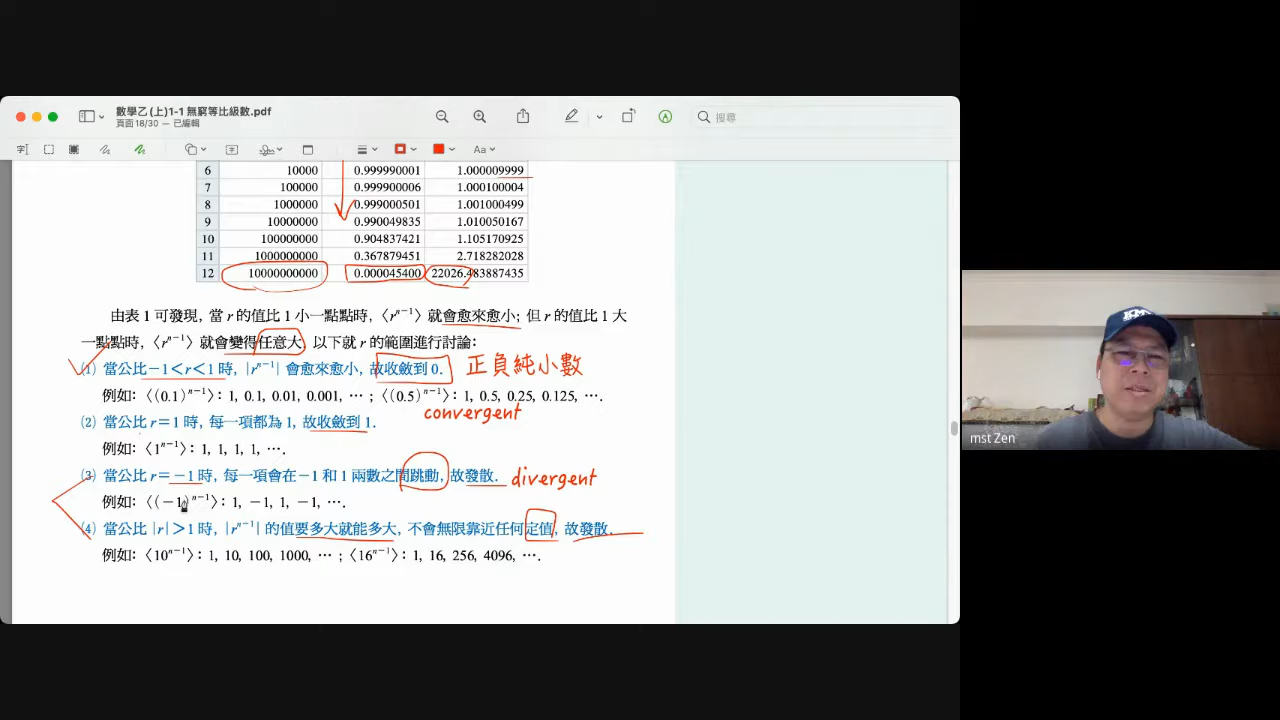 數學乙(上)1-1 無窮等比級數.pdf
頁面 18/30 — 已編輯
搜尋
Aa
6 10000 0.999990001 1.000009999
7 100000 0.999900006 1.000100004
8 1000000 0.999000501 1.001000499
9 10000000 0.990049835 1.010050167
10 100000000 0.904837421 1.105170925
11 1000000000 0.367879451 2.718282028
12 10000000000 0.000045400 22026.483887435
由表 1 可發現, 當 r 的值比 1 小一點點時, 〈rⁿ⁻¹〉就會愈來愈小; 但 r 的值比 1 大
一點點時, 〈rⁿ⁻¹〉就會變得任意大. 以下就 r 的範圍進行討論:
(1) 當公比 −1<r<1 時, |rⁿ⁻¹| 會愈來愈小, 故收斂到 0. 正負純小數
例如: 〈(0.1)ⁿ⁻¹〉: 1, 0.1, 0.01, 0.001, ⋯ ; 〈(0.5)ⁿ⁻¹〉: 1, 0.5, 0.25, 0.125, ⋯.
convergent
(2) 當公比 r=1 時, 每一項都為 1, 故收斂到 1.
例如: 〈1ⁿ⁻¹〉: 1, 1, 1, 1, ⋯.
(3) 當公比 r=−1 時, 每一項會在 −1 和 1 兩數之間跳動, 故發散. divergent
例如: 〈(−1)ⁿ⁻¹〉: 1, −1, 1, −1, ⋯.
(4) 當公比 |r|>1 時, |rⁿ⁻¹| 的值要多大就能多大, 不會無限靠近任何定值, 故發散.
例如: 〈10ⁿ⁻¹〉: 1, 10, 100, 1000, ⋯ ; 〈16ⁿ⁻¹〉: 1, 16, 256, 4096, ⋯.
mst Zen